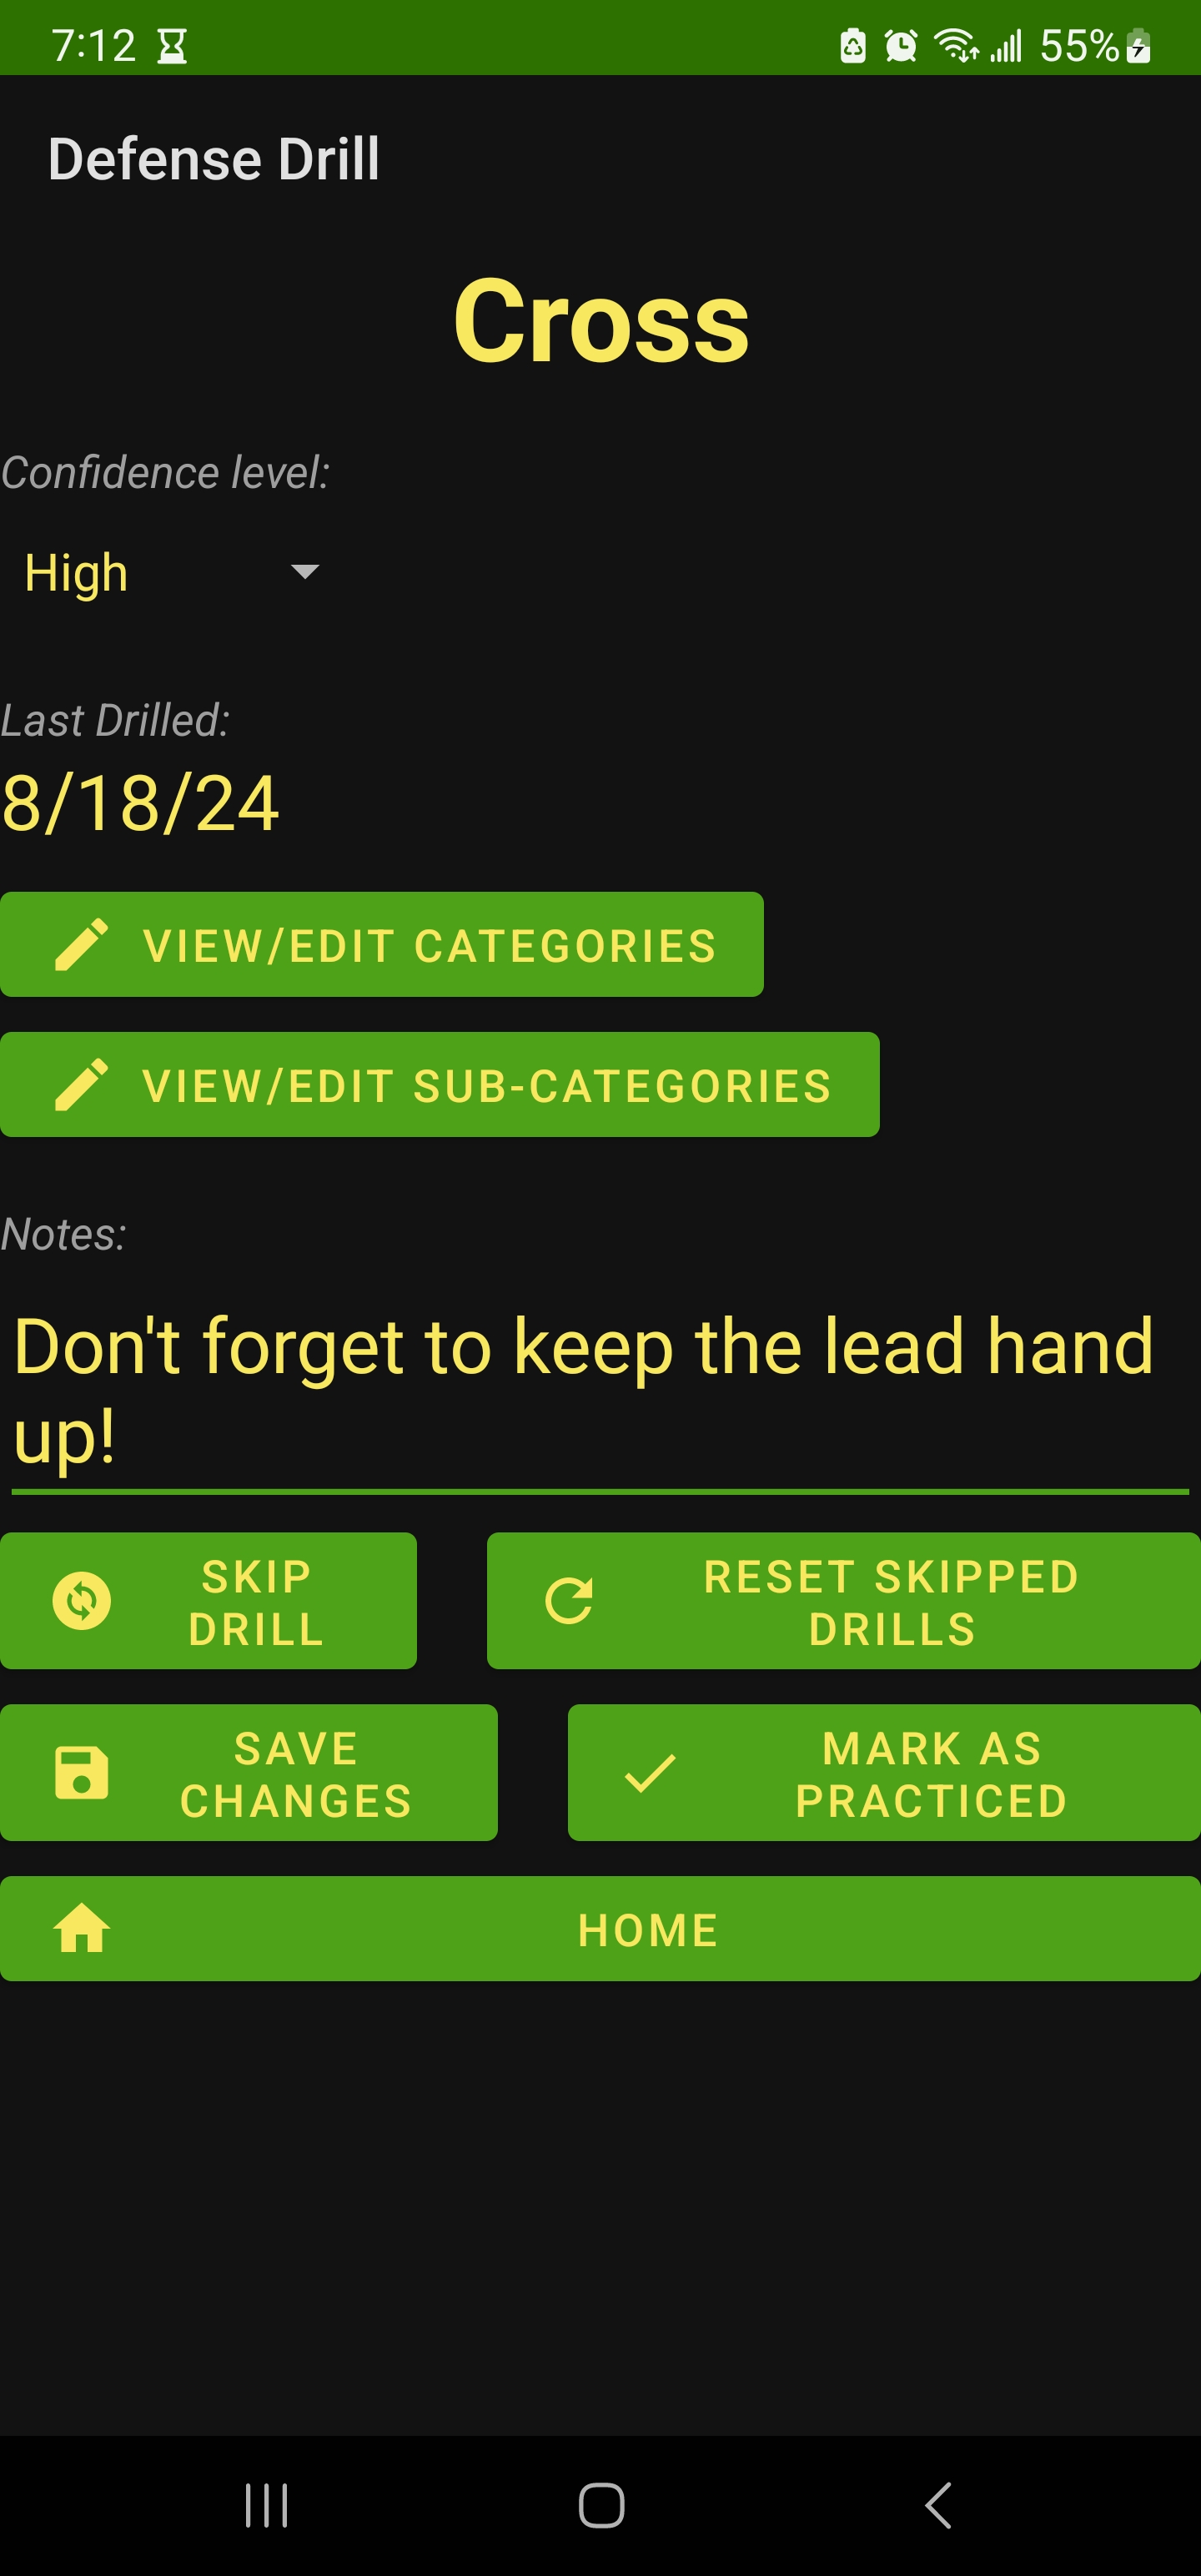 7:12 55%
Defense Drill
Cross
Confidence level:
High
Last Drilled:
8/18/24
VIEW/EDIT CATEGORIES
VIEW/EDIT SUB-CATEGORIES
Notes:
Don't forget to keep the lead hand
up!
SKIP
DRILL
RESET SKIPPED
DRILLS
SAVE
CHANGES
MARK AS
PRACTICED
HOME